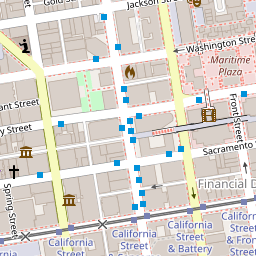 Gold Street
Jackson Street
Washington Street
Maritime
Plaza
ant Street
Front Street
y Street
Sacramento
Spring Street
Financial D
California
Street
California
Street
California
Street
& Battery
California
Street
& Front
Street